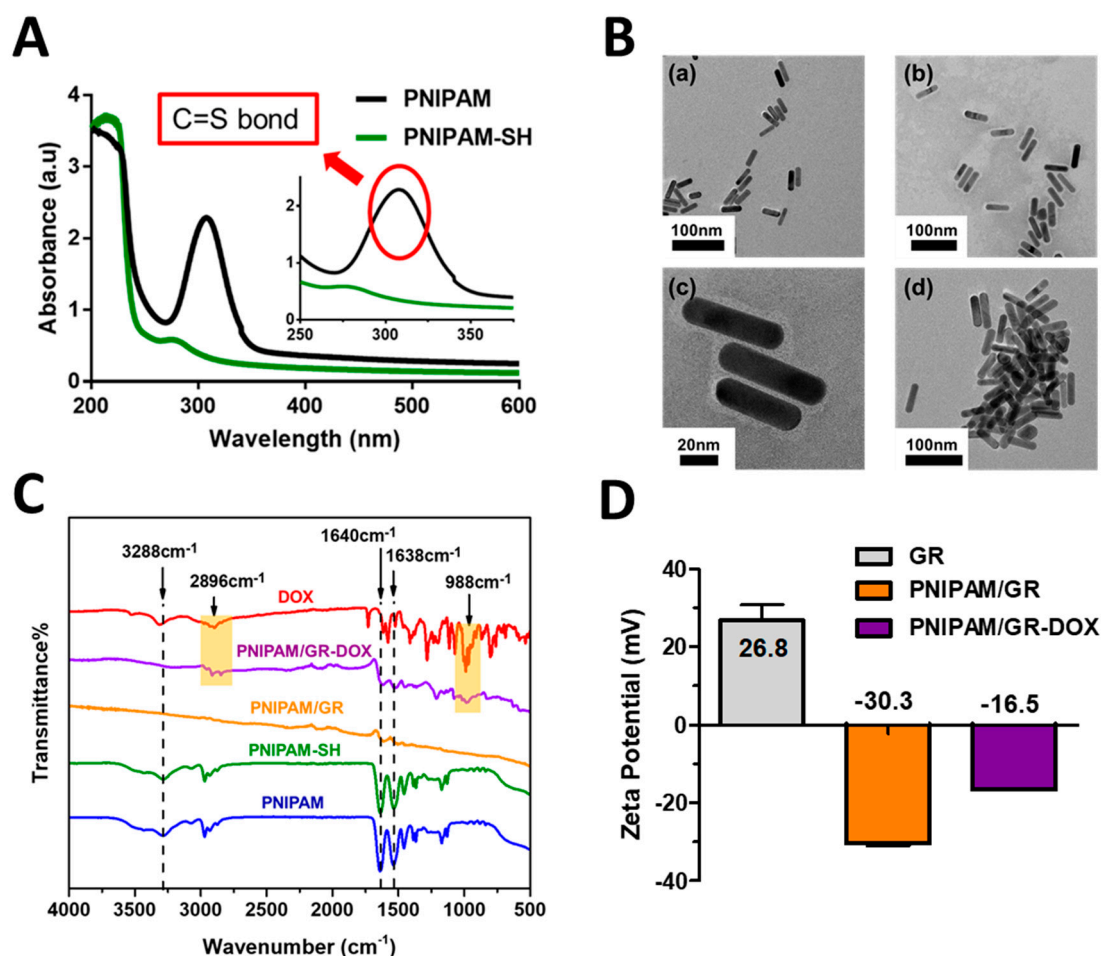 A
C=S bond
PNIPAM
PNIPAM-SH
Absorbance (a.u)
4
3
2
1
0
200
300
400
500
600
Wavelength (nm)
2
1
0
250
300
350
B
(a)
100nm
(b)
100nm
(c)
20nm
(d)
100nm
C
3288cm⁻¹
2896cm⁻¹
1640cm⁻¹
1638cm⁻¹
988cm⁻¹
DOX
PNIPAM/GR-DOX
PNIPAM/GR
PNIPAM-SH
PNIPAM
Transmittance%
4000
3500
3000
2500
2000
1500
1000
500
Wavenumber (cm⁻¹)
D
GR
PNIPAM/GR
PNIPAM/GR-DOX
Zeta Potential (mV)
40
20
0
-20
-40
26.8
-30.3
-16.5